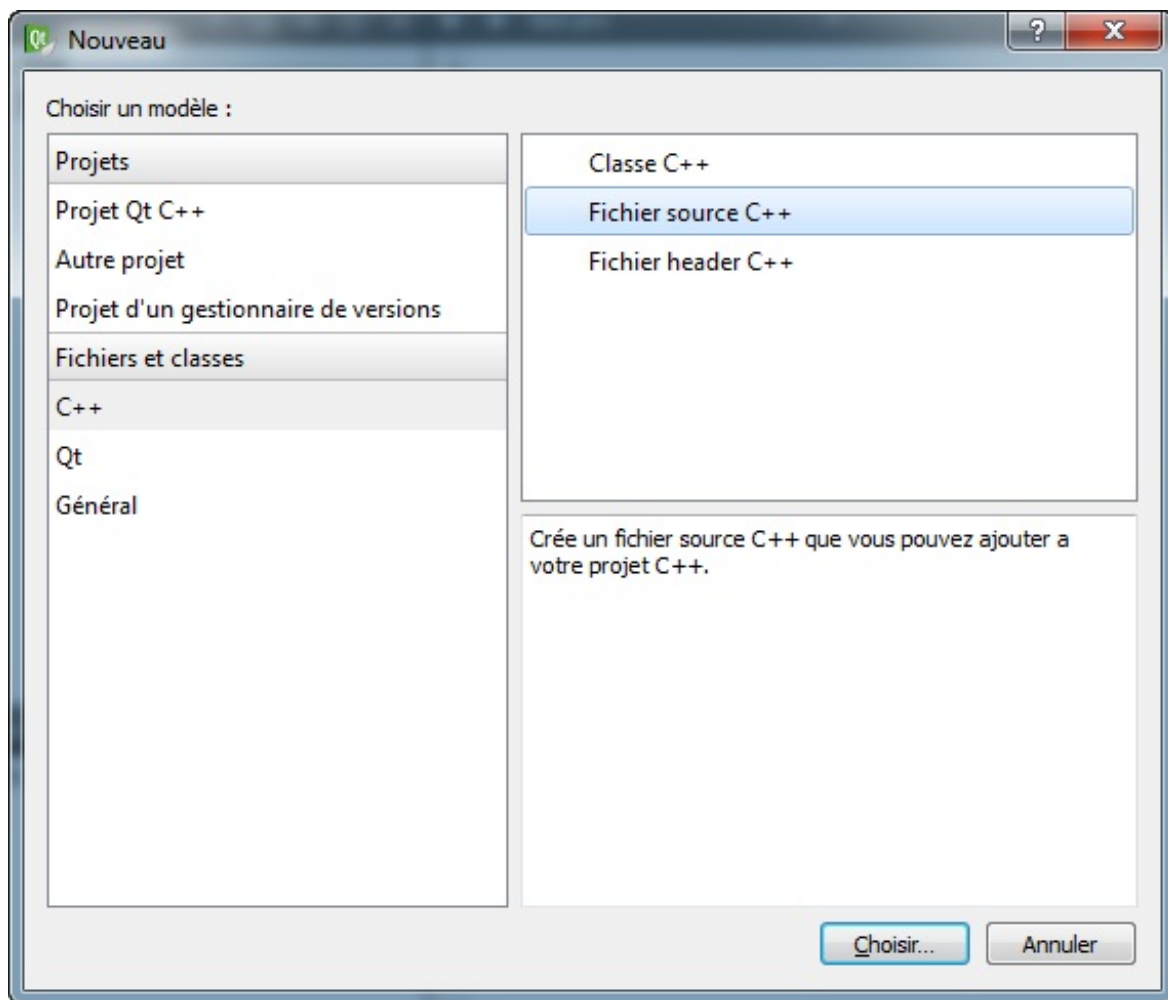 Qt Nouveau
?
X
Choisir un modèle :
Projets
Projet Qt C++
Autre projet
Projet d'un gestionnaire de versions
Fichiers et classes
C++
Qt
Général
Classe C++
Fichier source C++
Fichier header C++
Crée un fichier source C++ que vous pouvez ajouter a
votre projet C++.
Choisir...
Annuler